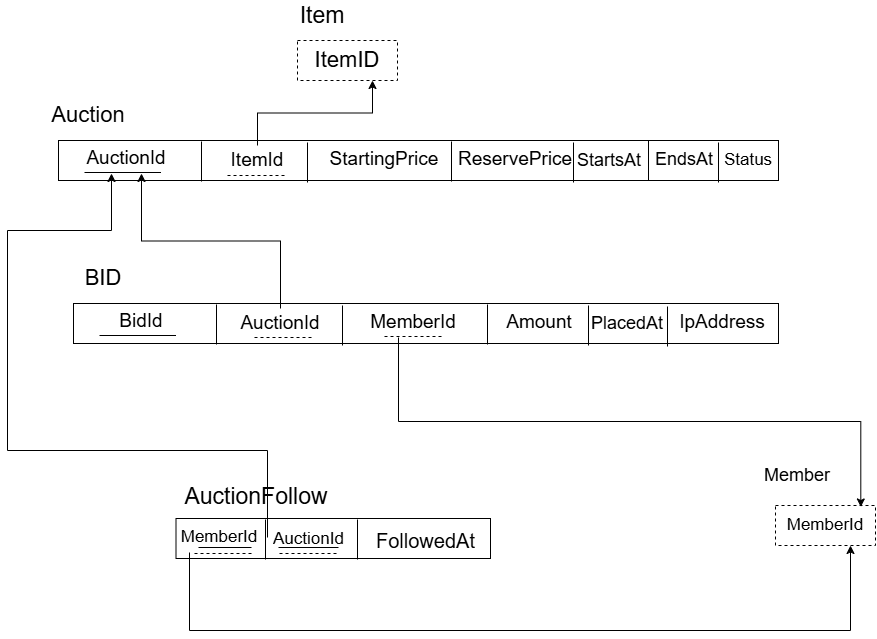 Item
ItemID
Auction
AuctionId ItemId StartingPrice ReservePrice StartsAt EndsAt Status
BID
BidId AuctionId MemberId Amount PlacedAt IpAddress
Member
AuctionFollow
MemberId
MemberId AuctionId FollowedAt